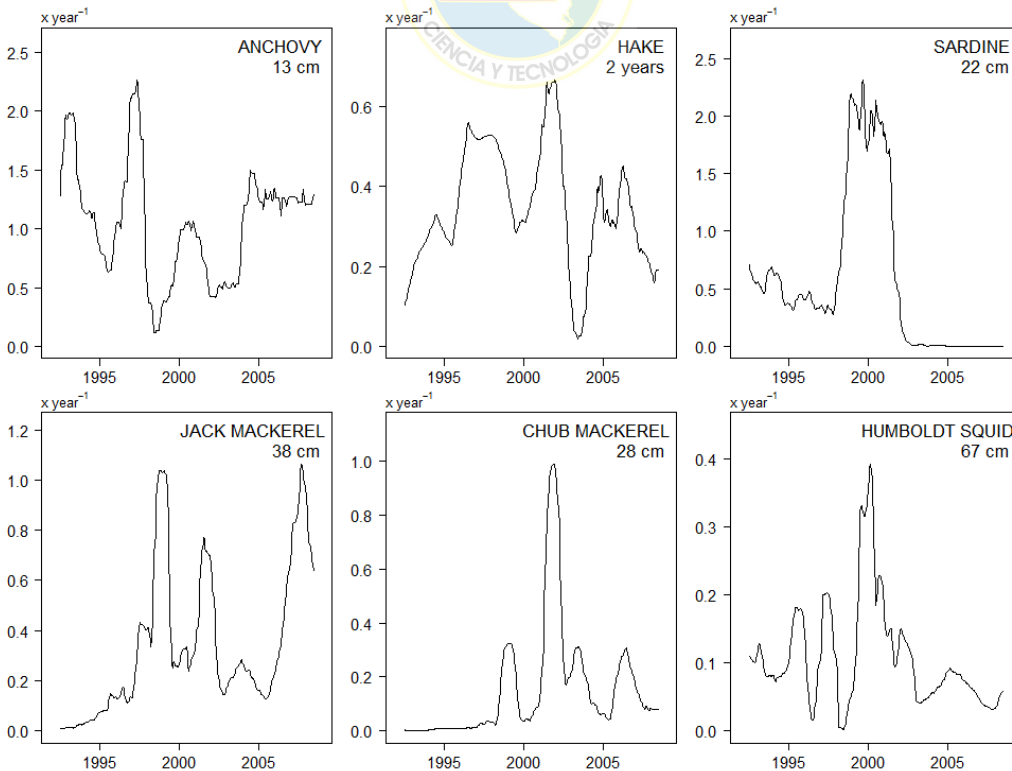 CIENCIA Y TECNOLOGIA
x year⁻¹
ANCHOVY
13 cm
2.5
2.0
1.5
1.0
0.5
0.0
1995 2000 2005
x year⁻¹
HAKE
2 years
0.6
0.4
0.2
0.0
1995 2000 2005
x year⁻¹
SARDINE
22 cm
2.5
2.0
1.5
1.0
0.5
0.0
1995 2000 2005
x year⁻¹
JACK MACKEREL
38 cm
1.2
1.0
0.8
0.6
0.4
0.2
0.0
1995 2000 2005
x year⁻¹
CHUB MACKEREL
28 cm
1.0
0.8
0.6
0.4
0.2
0.0
1995 2000 2005
x year⁻¹
HUMBOLDT SQUID
67 cm
0.4
0.3
0.2
0.1
0.0
1995 2000 2005